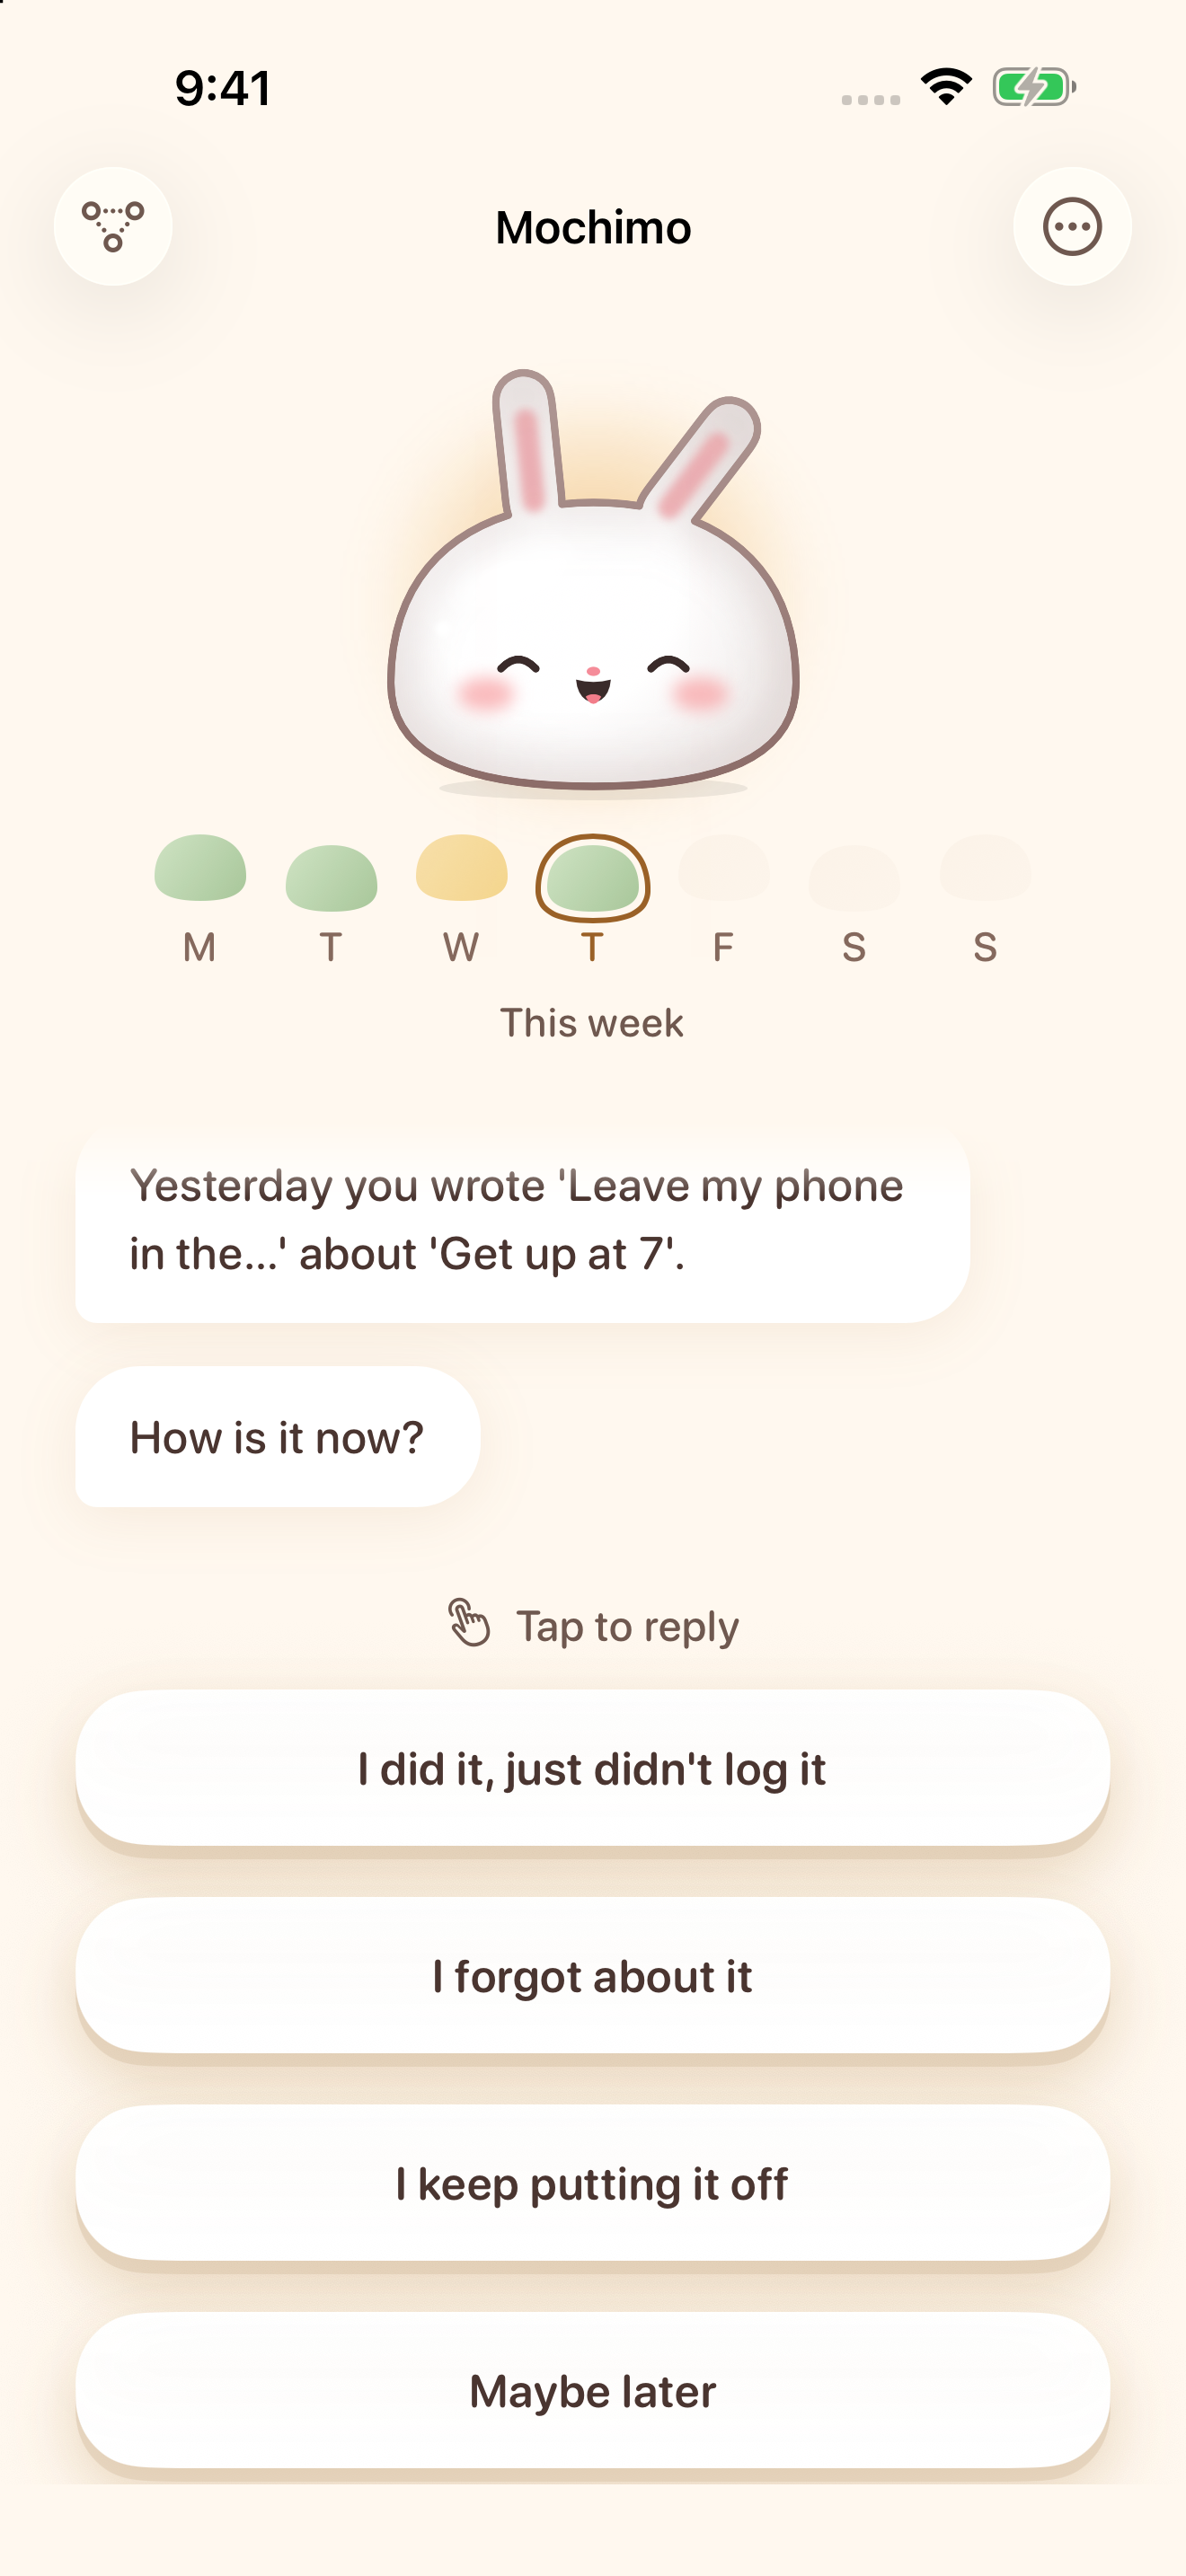 9:41
Mochimo
M T W T F S S
This week
Yesterday you wrote 'Leave my phone
in the...' about 'Get up at 7'.
How is it now?
Tap to reply
I did it, just didn't log it
I forgot about it
I keep putting it off
Maybe later